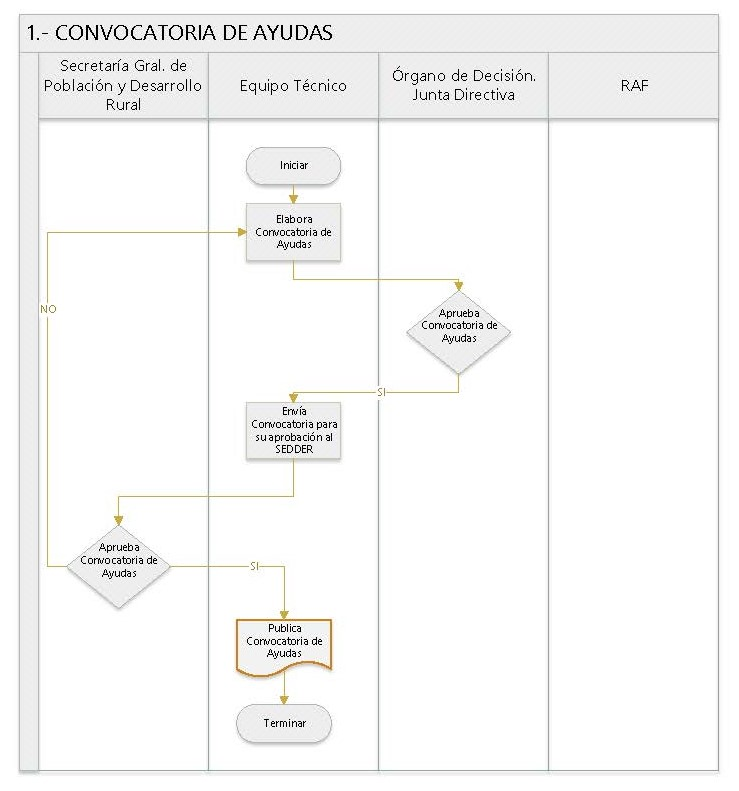 1.- CONVOCATORIA DE AYUDAS
Secretaría Gral. de
Población y Desarrollo
Rural
Equipo Técnico
Órgano de Decisión.
Junta Directiva
RAF
Iniciar
Elabora
Convocatoria de
Ayudas
NO
Aprueba
Convocatoria de
Ayudas
SI
Envía
Convocatoria para
su aprobación al
SEDDER
Aprueba
Convocatoria de
Ayudas
SI
Publica
Convocatoria de
Ayudas
Terminar